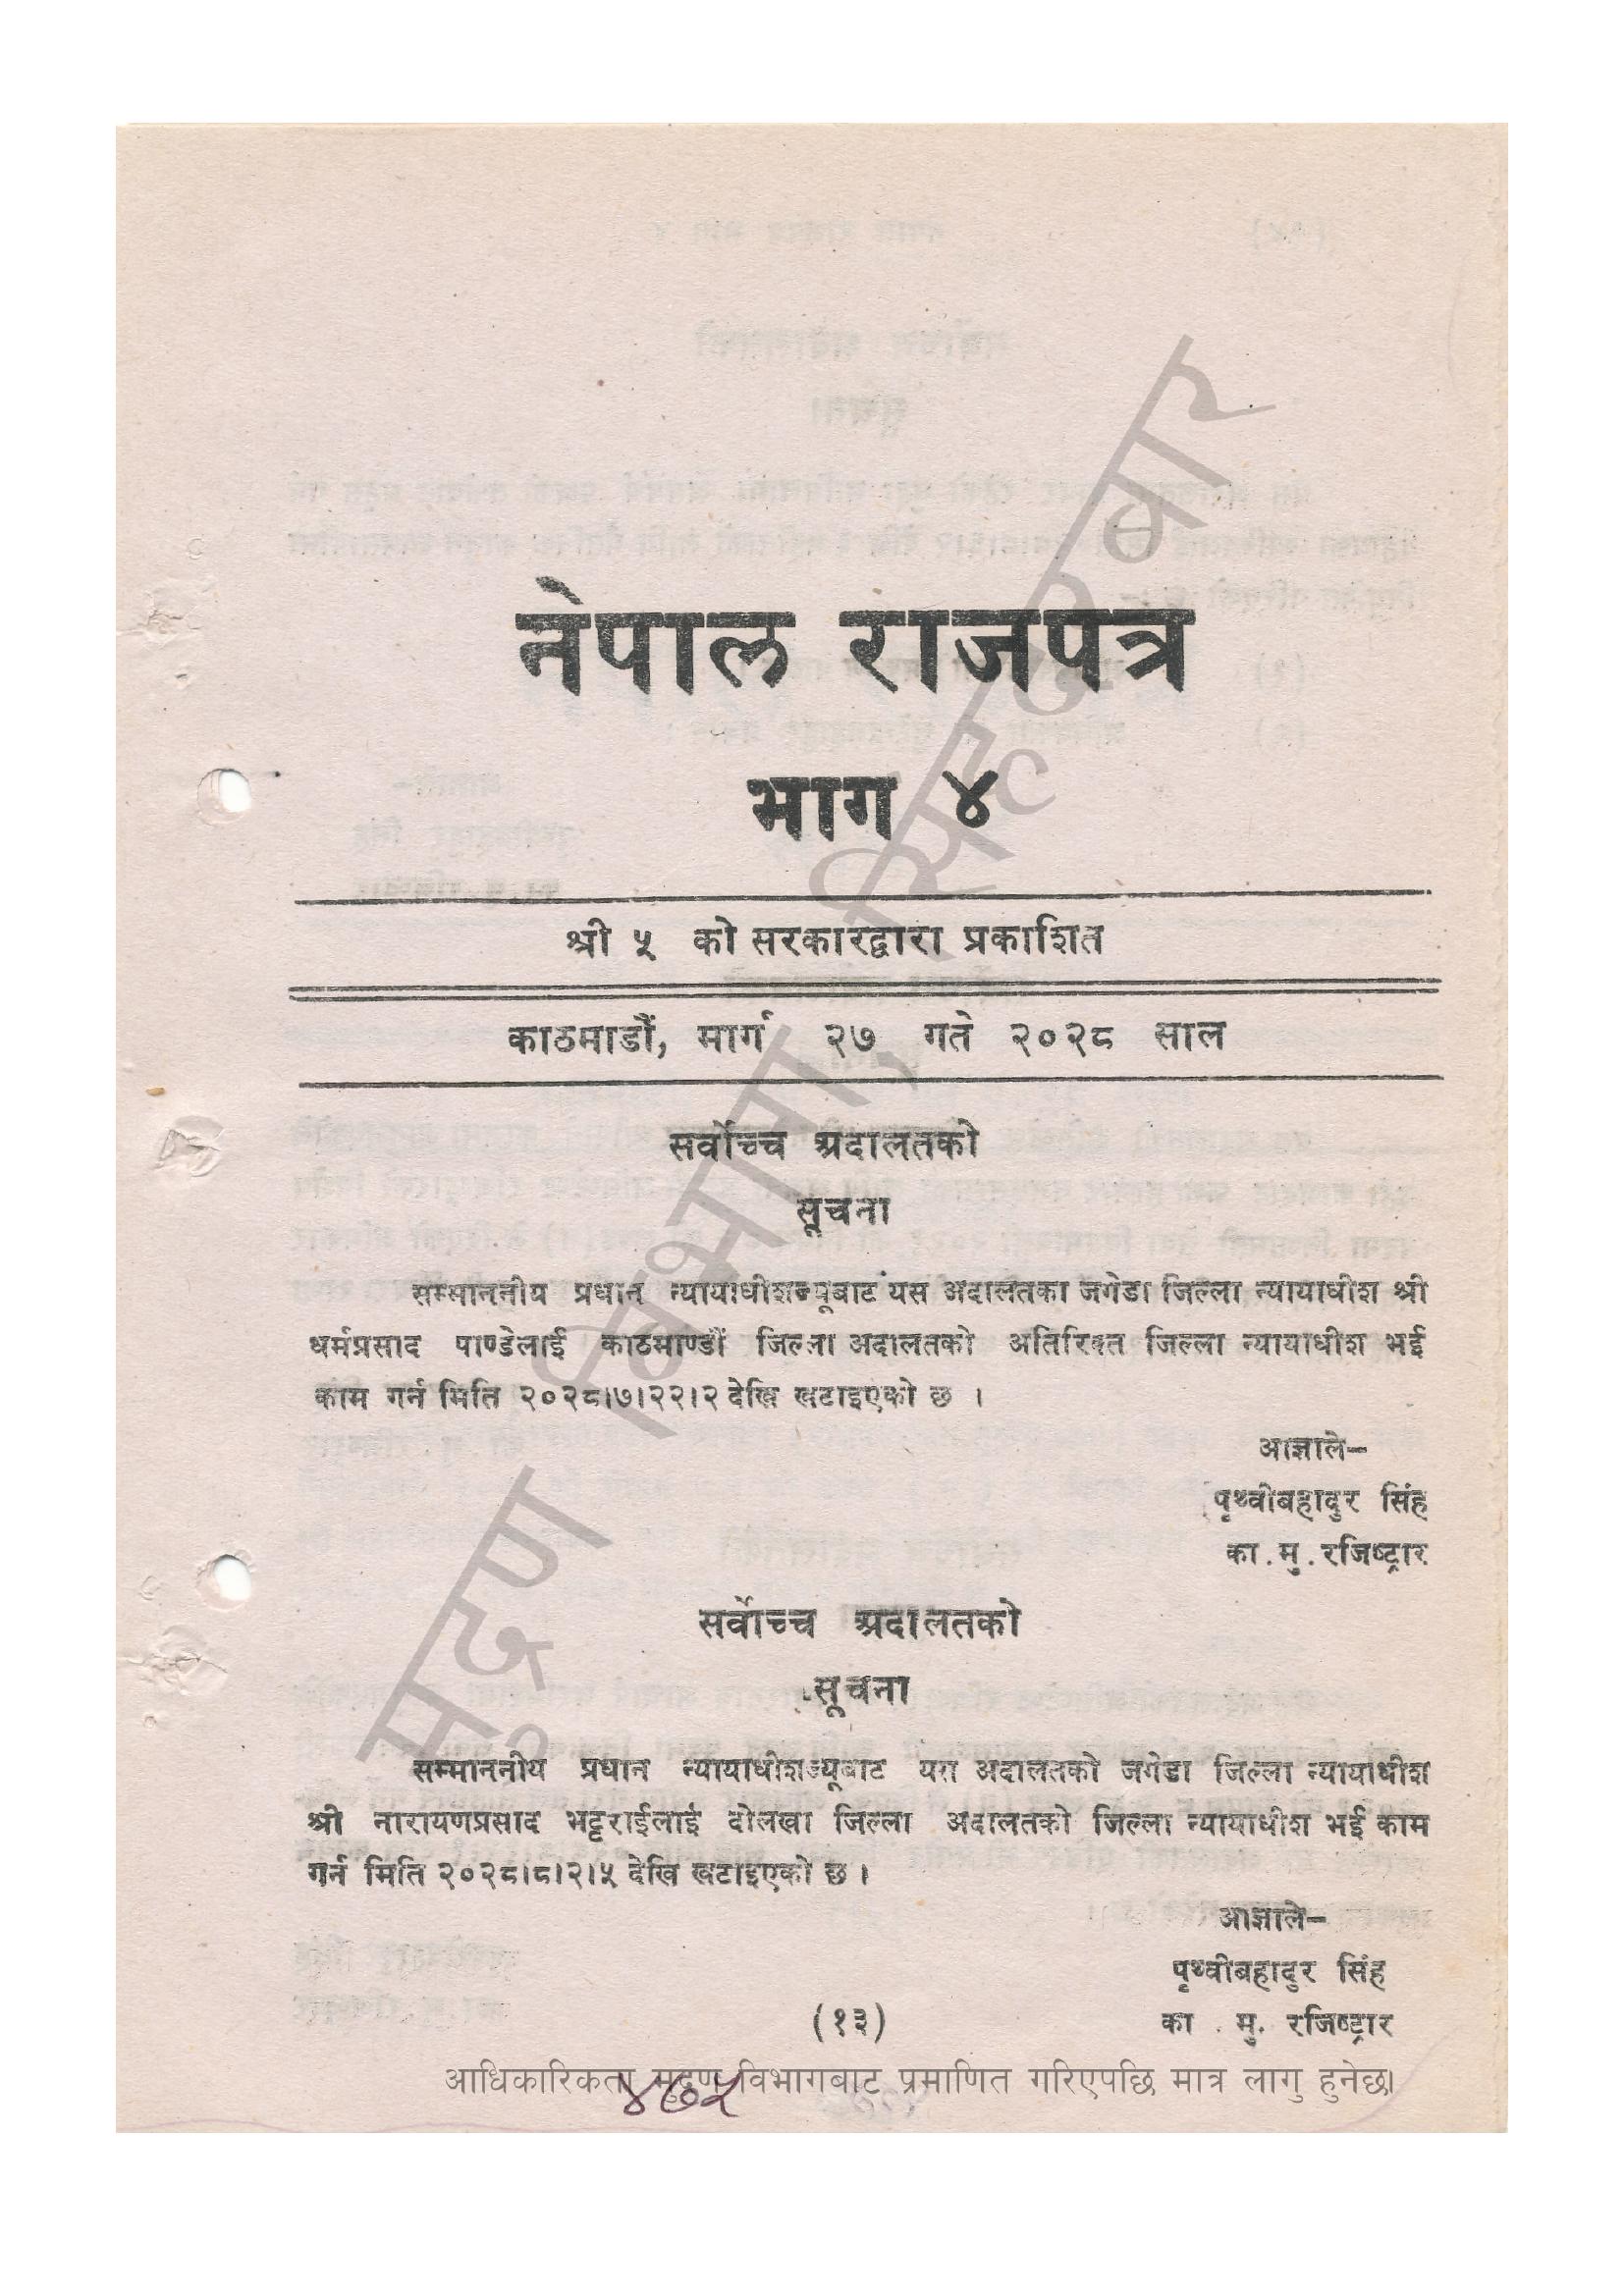 नेपाल राजपत्र
भाग ४
श्री ५ को सरकारद्वारा प्रकाशित
काठमाडौं, मार्ग २७ गते २०२८ साल
सर्वोच्च अदालतको
सूचना
सम्माननीय प्रधान न्यायाधीशज्यूबाट यस अदालतका जगेडा जिल्ला न्यायाधीश श्री
धर्मप्रसाद पाण्डेलाई काठमाण्डौं जिल्ला अदालतको अतिरिक्त जिल्ला न्यायाधीश भई
काम गर्न मिति २०२८।७।२२।२ देखि खटाइएको छ ।
आज्ञाले–
पृथ्वीबहादुर सिंह
का . मु . रजिष्ट्रार
सर्वोच्च अदालतको
सूचना
सम्माननीय प्रधान न्यायाधीशज्यूबाट यस अदालतको जगेडा जिल्ला न्यायाधीश
श्री नारायणप्रसाद भट्टराईलाई दोलखा जिल्ला अदालतको जिल्ला न्यायाधीश भई काम
गर्न मिति २०२८।८।२।५ देखि खटाइएको छ ।
आज्ञाले–
पृथ्वीबहादुर सिंह
का . मु. रजिष्ट्रार
(१३)
आधिकारिकता मुद्रण विभागबाट प्रमाणित गरिएपछि मात्र लागु हुनेछ।
४७५
मुद्रण विभाग, सिंहदरबार